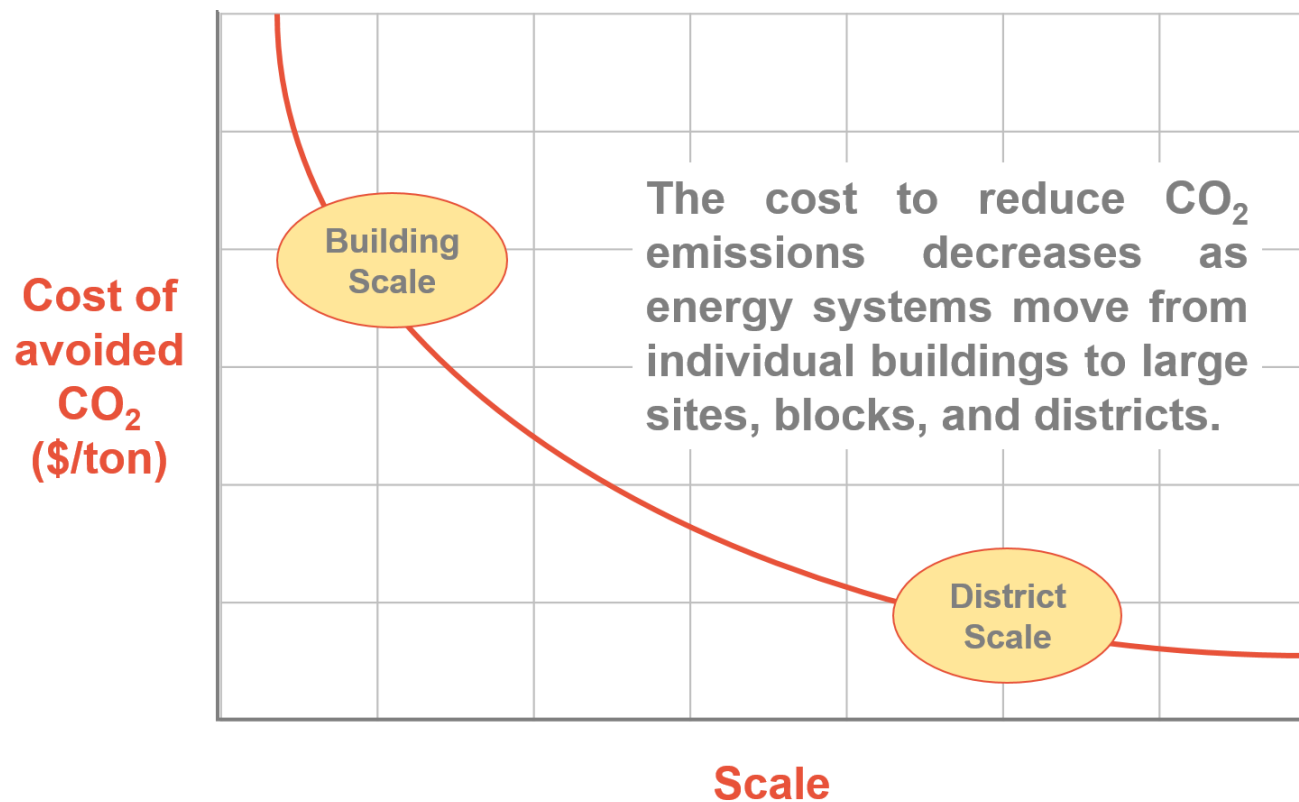 The cost to reduce CO₂
emissions decreases as
energy systems move from
individual buildings to large
sites, blocks, and districts.
Building
Scale
Cost of
avoided
CO₂
($/ton)
District
Scale
Scale